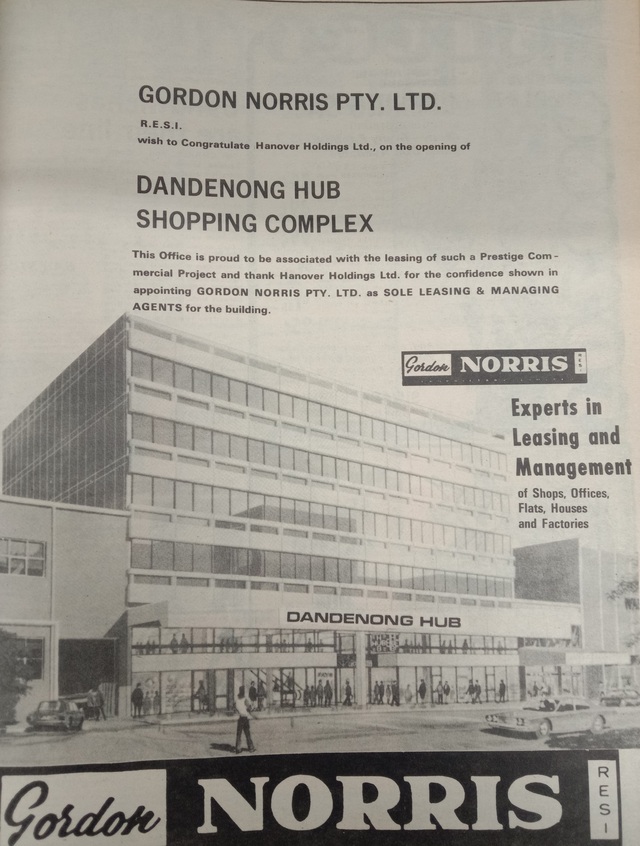 GORDON NORRIS PTY. LTD.
R.E.S.I.
wish to Congratulate Hanover Holdings Ltd., on the opening of
DANDENONG HUB
SHOPPING COMPLEX
This Office is proud to be associated with the leasing of such a Prestige Com-
mercial Project and thank Hanover Holdings Ltd. for the confidence shown in
appointing GORDON NORRIS PTY. LTD. as SOLE LEASING & MANAGING
AGENTS for the building.
Gordon NORRIS RESI
Experts in
Leasing and
Management
of Shops, Offices,
Flats, Houses
and Factories
DANDENONG HUB
Gordon NORRIS RESI